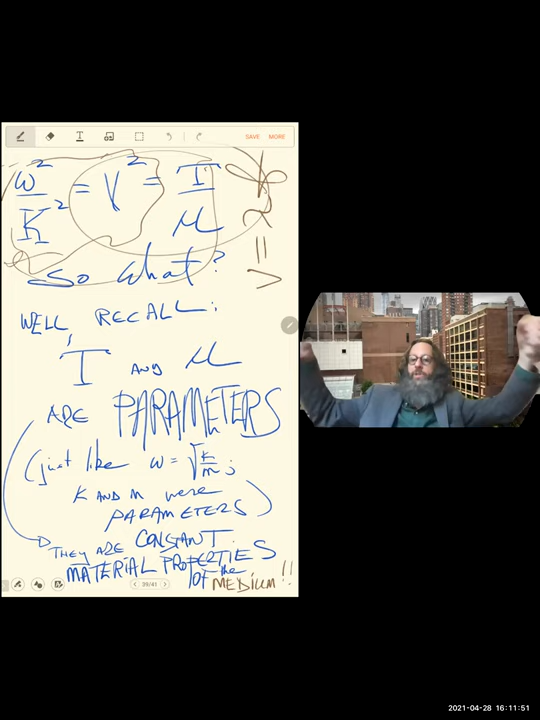 SAVE MORE
ω²/K² = V² = T/μ
λf = V
So what?
WELL, RECALL:
T AND μ
ARE PARAMETERS
(just like ω = √k/m;
K AND M were
PARAMETERS)
THEY ARE CONSTANT
MATERIAL PROPERTIES
of the
MEDIUM!!
39/41
2021-04-28 16:11:51